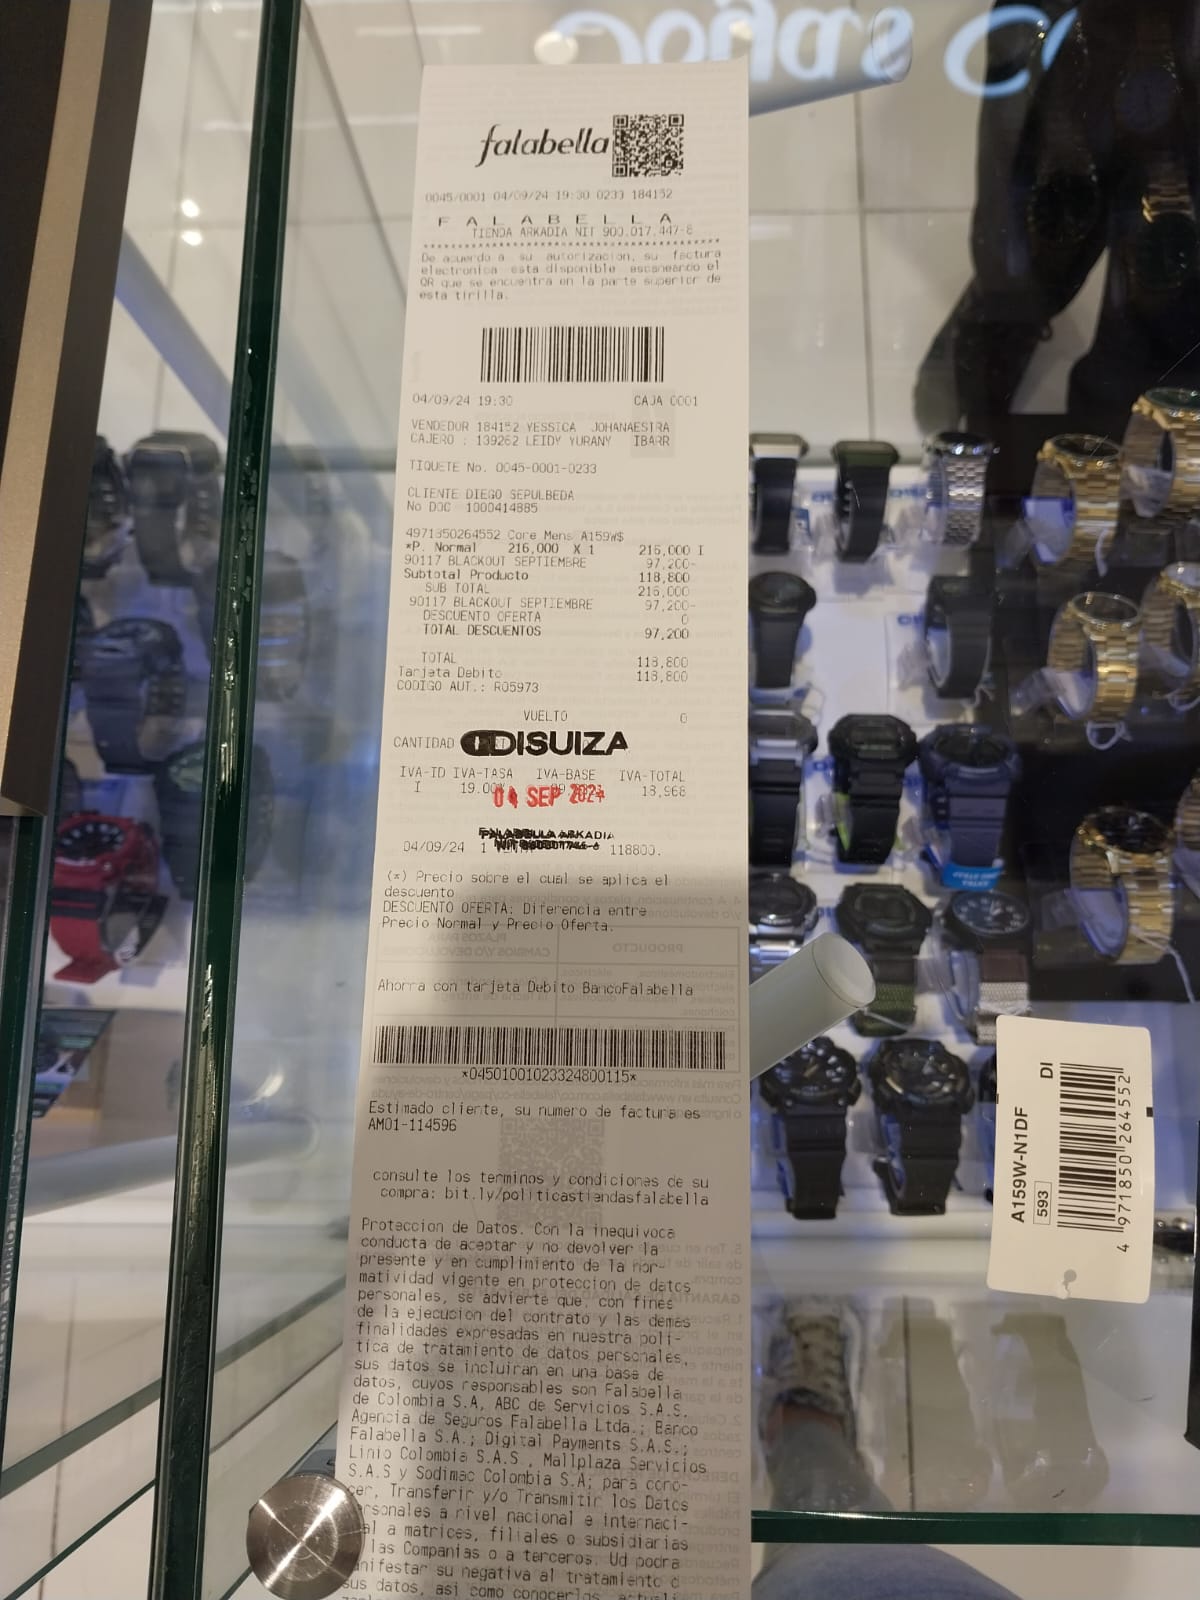 falabella
0045/0001 04/09/24 19:30 0233 184152
F A L A B E L L A
TIENDA ARKADIA NIT 900.017.447-8
De acuerdo a su autorizacion, su factura
electronica esta disponible escaneando el
QR que se encuentra en la parte superior de
esta tirilla.
04/09/24 19:30 CAJA 0001
VENDEDOR 184152 YESSICA JOHANAESTRA
CAJERO : 139262 LEIDY YURANY IBARR
TIQUETE No. 0045-0001-0233
CLIENTE DIEGO SEPULBEDA
No DOC 1000414885
4971850264552 Core Mens A159W$
*P. Normal 216,000 X 1 216,000 I
90117 BLACKOUT SEPTIEMBRE 97,200-
Subtotal Producto 118,800
SUB TOTAL 216,000
90117 BLACKOUT SEPTIEMBRE 97,200-
DESCUENTO OFERTA 0
TOTAL DESCUENTOS 97,200
TOTAL 118,800
Tarjeta Debito 118,800
CODIGO AUT.: R05973
VUELTO 0
CANTIDAD
DISUIZA
IVA-ID IVA-TASA IVA-BASE IVA-TOTAL
I 19.00% 18,968
04 SEP 2024
FALABELLA ARKADIA
04/09/24 1 118800.
(*) Precio sobre el cual se aplica el
descuento
DESCUENTO OFERTA: Diferencia entre
Precio Normal y Precio Oferta.
Ahorra con tarjeta Debito BancoFalabella
*04501001023324800115*
Estimado cliente, su numero de factura es
AM01-114596
consulte los terminos y condiciones de su
compra: bit.ly/politicastiendasfalabella
Proteccion de Datos. Con la inequivoca
conducta de aceptar y no devolver la
presente y en cumplimiento de la nor-
matividad vigente en proteccion de datos
personales, se advierte que, con fines
de la ejecucion del contrato y las demas
finalidades expresadas en nuestra poli-
tica de tratamiento de datos personales,
sus datos se incluiran en una base de
datos, cuyos responsables son Falabella
de Colombia S.A, ABC de Servicios S.A.S,
Agencia de Seguros Falabella Ltda.; Banco
Falabella S.A.; Digital Payments S.A.S.;
Linio Colombia S.A.S , Mallplaza Servicios
S.A.S y Sodimac Colombia S.A; para cono-
cer, Transferir y/o Transmitir los Datos
ersonales a nivel nacional e internaci-
al a matrices, filiales o subsidiarias
las Companias o a terceros. Ud podra
nifestar su negativa al tratamiento d
sus datos, asi como conocerlos, actuali
A159W-N1DF DI
593
4 971850 264552